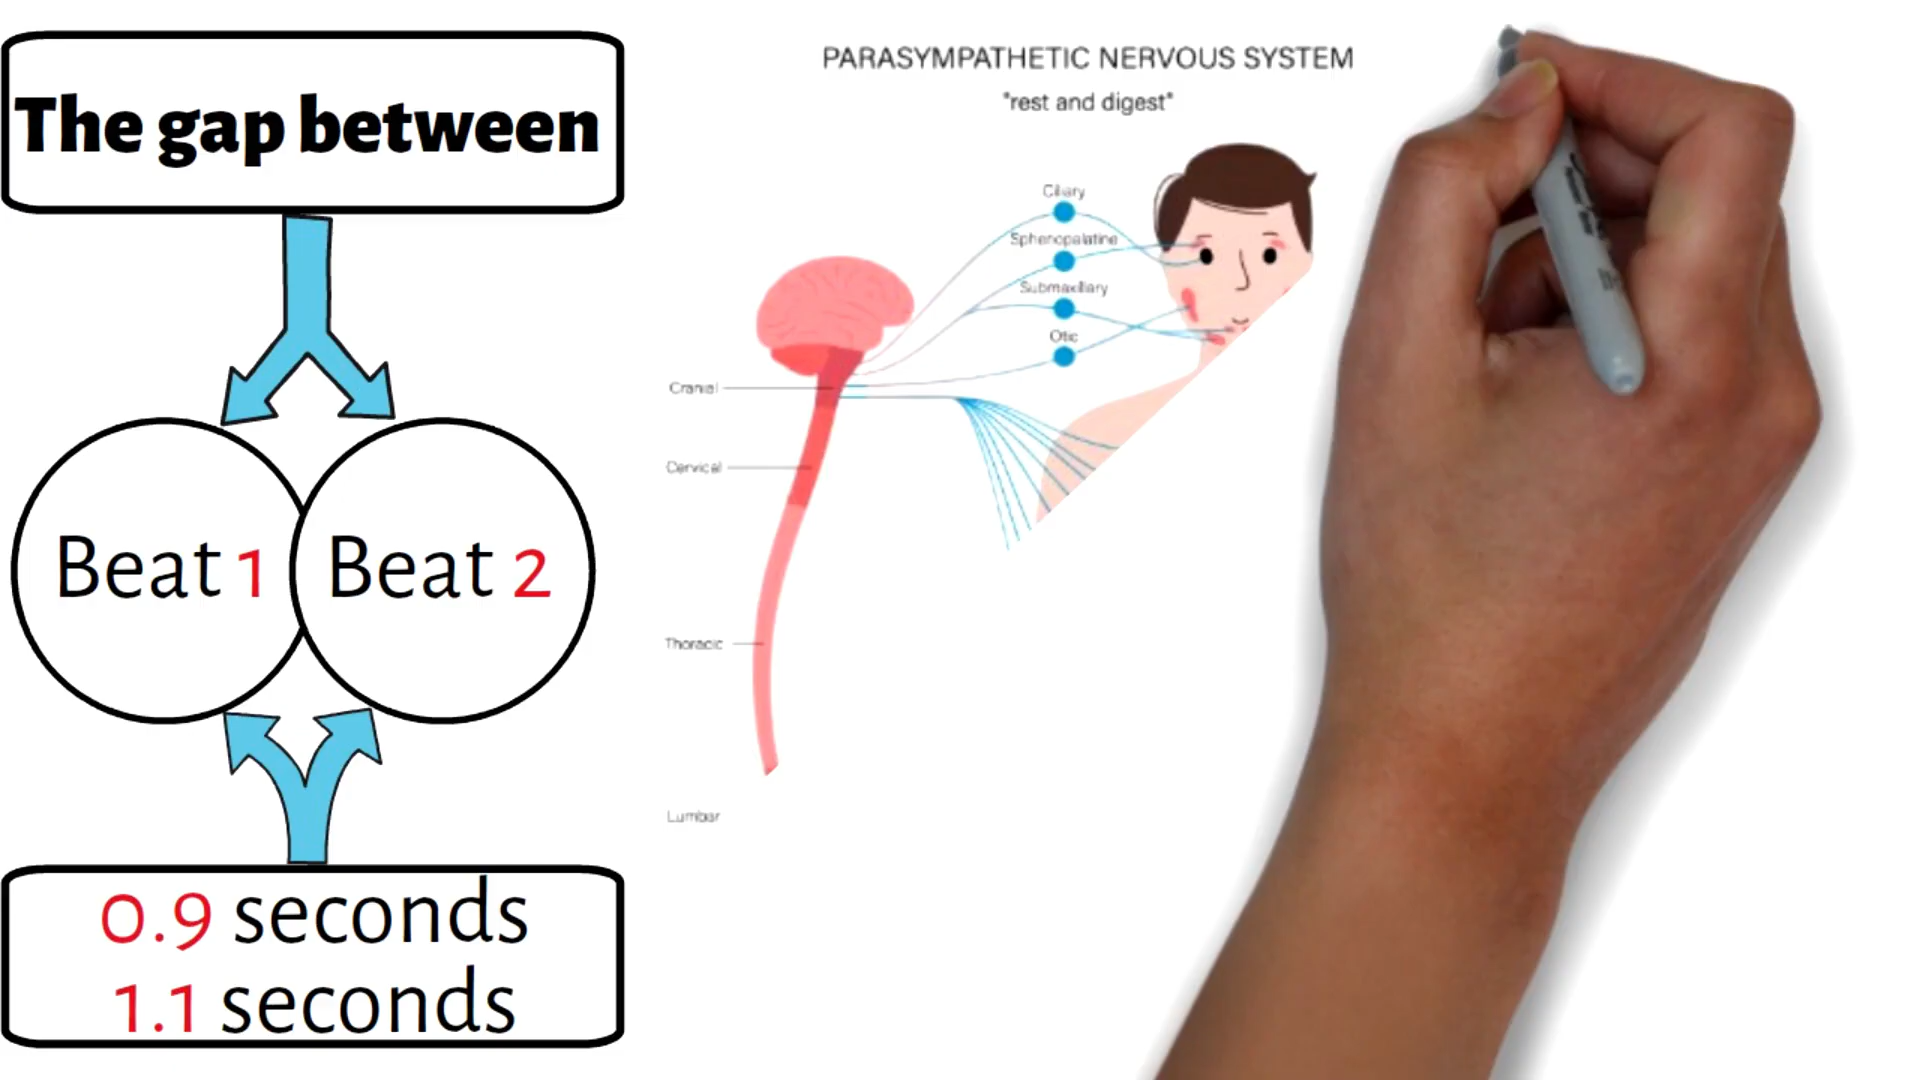 The gap between
Beat 1
Beat 2
0.9 seconds
1.1 seconds
PARASYMPATHETIC NERVOUS SYSTEM
"rest and digest"
Ciliary
Sphenopalatine
Submaxillary
Otic
Cranial
Cervical
Thoracic
Lumbar